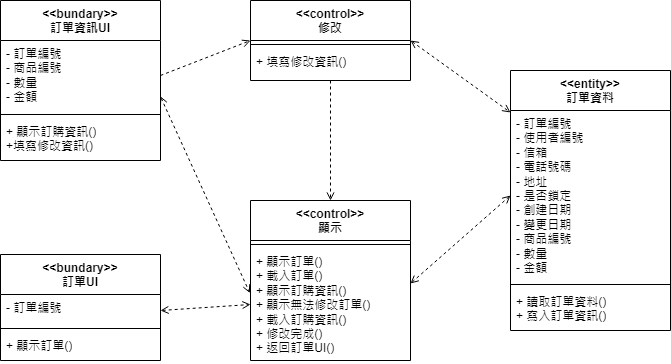 <<bundary>>
訂單資訊UI
- 訂單編號
- 商品編號
- 數量
- 金額
+ 顯示訂購資訊()
+填寫修改資訊()
<<control>>
修改
+ 填寫修改資訊()
<<entity>>
訂單資料
- 訂單編號
- 使用者編號
- 信箱
- 電話號碼
- 地址
- 是否鎖定
- 創建日期
- 變更日期
- 商品編號
- 數量
- 金額
+ 讀取訂單資料()
+ 寫入訂單資訊()
<<control>>
顯示
+ 顯示訂單()
+ 載入訂單()
+ 顯示訂購資訊()
+ 顯示無法修改訂單()
+ 載入訂購資訊()
+ 修改完成()
+ 返回訂單UI()
<<bundary>>
訂單UI
- 訂單編號
+ 顯示訂單()